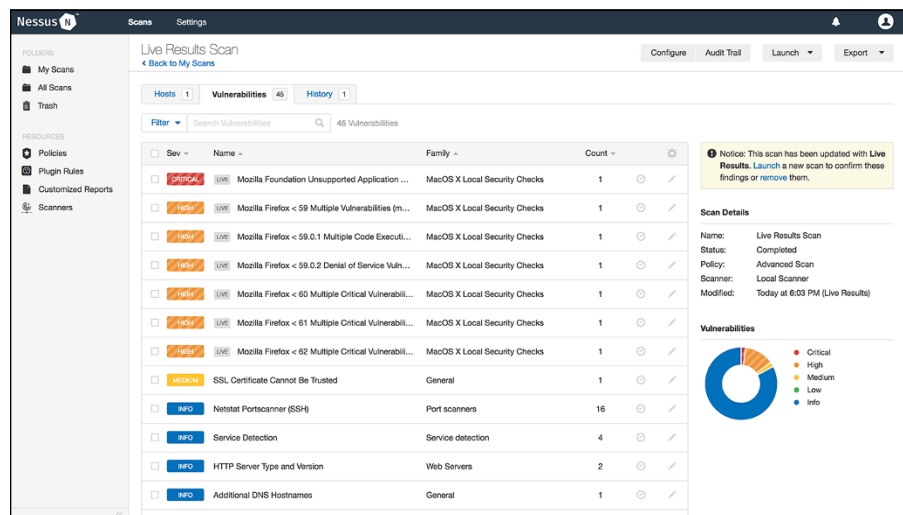 Nessus N
Scans
Settings
FOLDERS
My Scans
All Scans
Trash
RESOURCES
Policies
Plugin Rules
Customized Reports
Scanners
Live Results Scan
< Back to My Scans
Configure
Audit Trail
Launch
Export
Hosts 1
Vulnerabilities 45
History 1
Filter
Search Vulnerabilities
45 Vulnerabilities
Sev Name Family Count
CRITICAL LIVE Mozilla Foundation Unsupported Application ... MacOS X Local Security Checks 1
HIGH LIVE Mozilla Firefox < 59 Multiple Vulnerabilities (m... MacOS X Local Security Checks 1
HIGH LIVE Mozilla Firefox < 59.0.1 Multiple Code Executi... MacOS X Local Security Checks 1
HIGH LIVE Mozilla Firefox < 59.0.2 Denial of Service Vuln... MacOS X Local Security Checks 1
HIGH LIVE Mozilla Firefox < 60 Multiple Critical Vulnerabili... MacOS X Local Security Checks 1
HIGH LIVE Mozilla Firefox < 61 Multiple Critical Vulnerabili... MacOS X Local Security Checks 1
HIGH LIVE Mozilla Firefox < 62 Multiple Critical Vulnerabili... MacOS X Local Security Checks 1
MEDIUM SSL Certificate Cannot Be Trusted General 1
INFO Netstat Portscanner (SSH) Port scanners 16
INFO Service Detection Service detection 4
INFO HTTP Server Type and Version Web Servers 2
INFO Additional DNS Hostnames General 1
Notice: This scan has been updated with Live
Results. Launch a new scan to confirm these
findings or remove them.
Scan Details
Name: Live Results Scan
Status: Completed
Policy: Advanced Scan
Scanner: Local Scanner
Modified: Today at 6:03 PM (Live Results)
Vulnerabilities
Critical
High
Medium
Low
Info